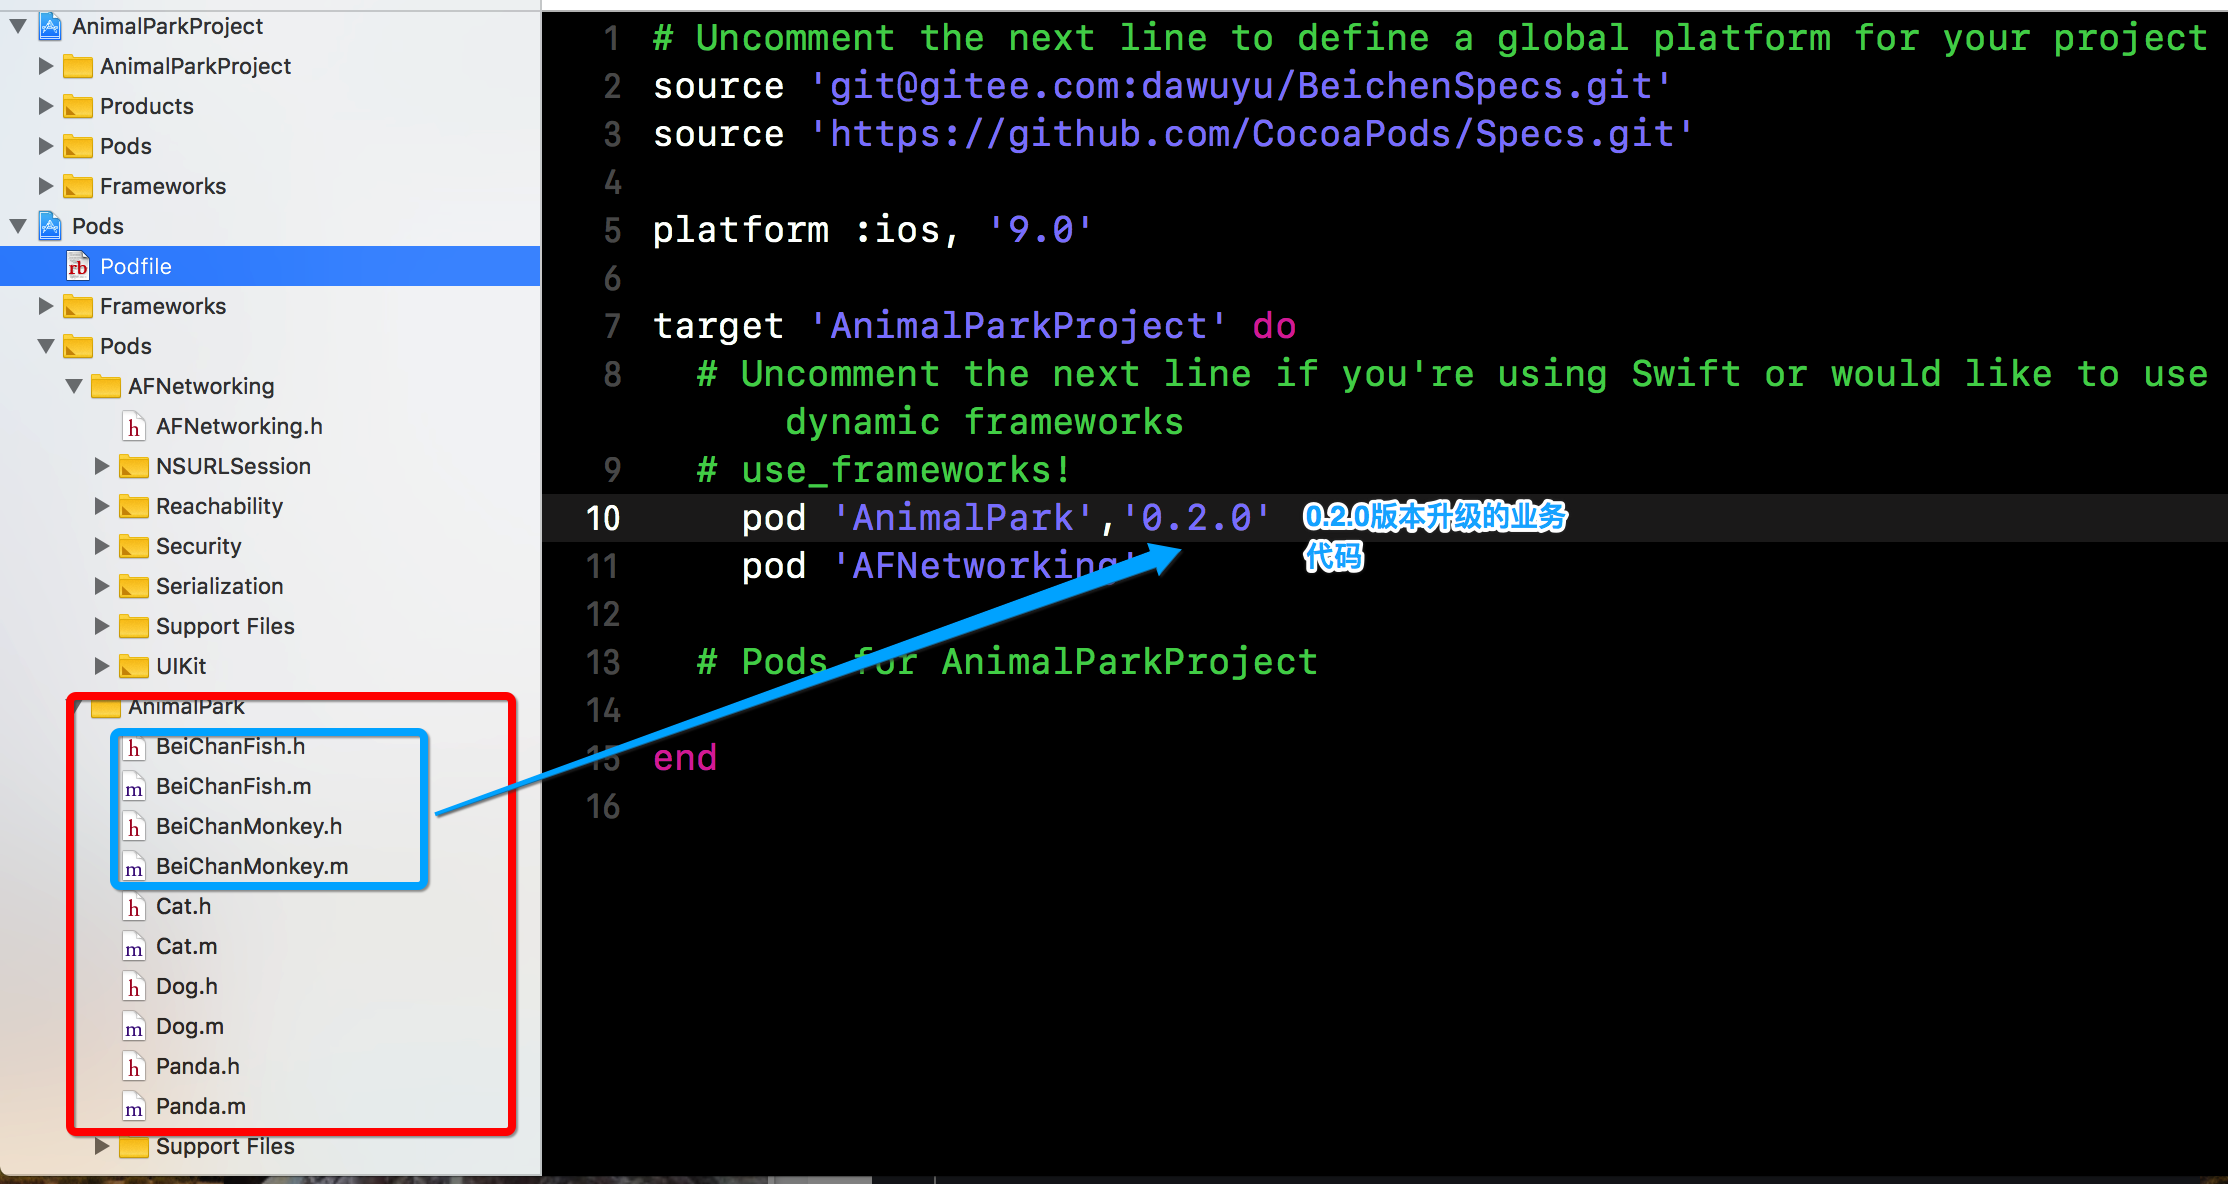 AnimalParkProject
AnimalParkProject
Products
Pods
Frameworks
Pods
rb Podfile
Frameworks
Pods
AFNetworking
h AFNetworking.h
NSURLSession
Reachability
Security
Serialization
Support Files
UIKit
AnimalPark
h BeiChanFish.h
m BeiChanFish.m
h BeiChanMonkey.h
m BeiChanMonkey.m
h Cat.h
m Cat.m
h Dog.h
m Dog.m
h Panda.h
m Panda.m
Support Files
1 # Uncomment the next line to define a global platform for your project
2 source 'git@gitee.com:dawuyu/BeichenSpecs.git'
3 source 'https://github.com/CocoaPods/Specs.git'
4
5 platform :ios, '9.0'
6
7 target 'AnimalParkProject' do
8 # Uncomment the next line if you're using Swift or would like to use
dynamic frameworks
9 # use_frameworks!
10 pod 'AnimalPark','0.2.0'
0.2.0版本升级的业务
代码
11 pod 'AFNetworking'
12
13 # Pods for AnimalParkProject
14
15 end
16